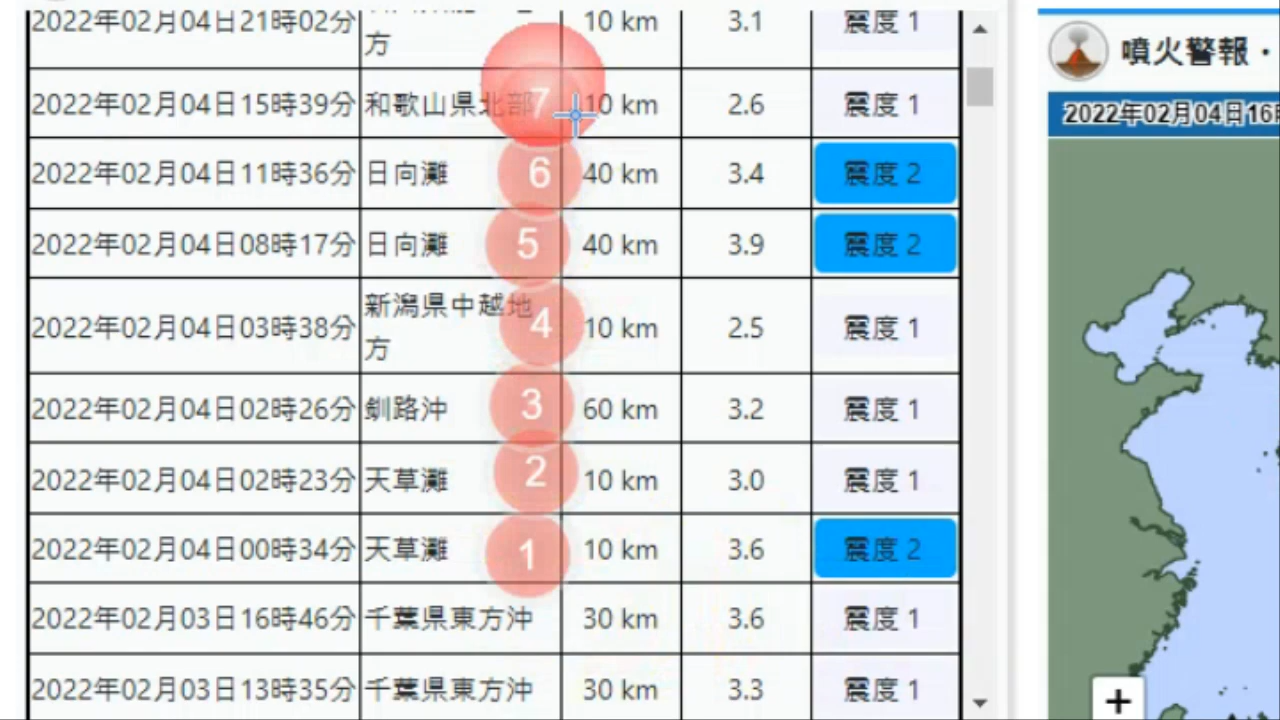 2022年02月04日21時02分 10 km 3.1 震度 1
方
2022年02月04日15時39分 和歌山県北部 7 10 km 2.6 震度 1
2022年02月04日11時36分 日向灘 6 40 km 3.4 震度 2
2022年02月04日08時17分 日向灘 5 40 km 3.9 震度 2
新潟県中越地
2022年02月04日03時38分 4 10 km 2.5 震度 1
方
2022年02月04日02時26分 釧路沖 3 60 km 3.2 震度 1
2022年02月04日02時23分 天草灘 2 10 km 3.0 震度 1
2022年02月04日00時34分 天草灘 1 10 km 3.6 震度 2
2022年02月03日16時46分 千葉県東方沖 30 km 3.6 震度 1
2022年02月03日13時35分 千葉県東方沖 30 km 3.3 震度 1
噴火警報・
2022年02月04日16
+